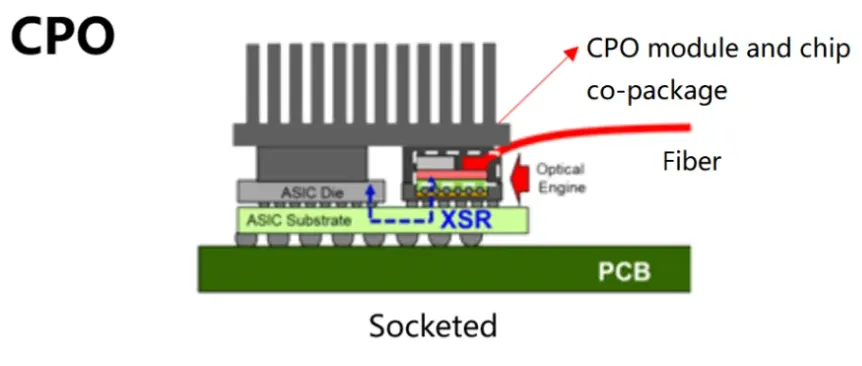 CPO
CPO module and chip
co-package
Fiber
Optical
Engine
ASIC Die
ASIC Substrate
XSR
PCB
Socketed